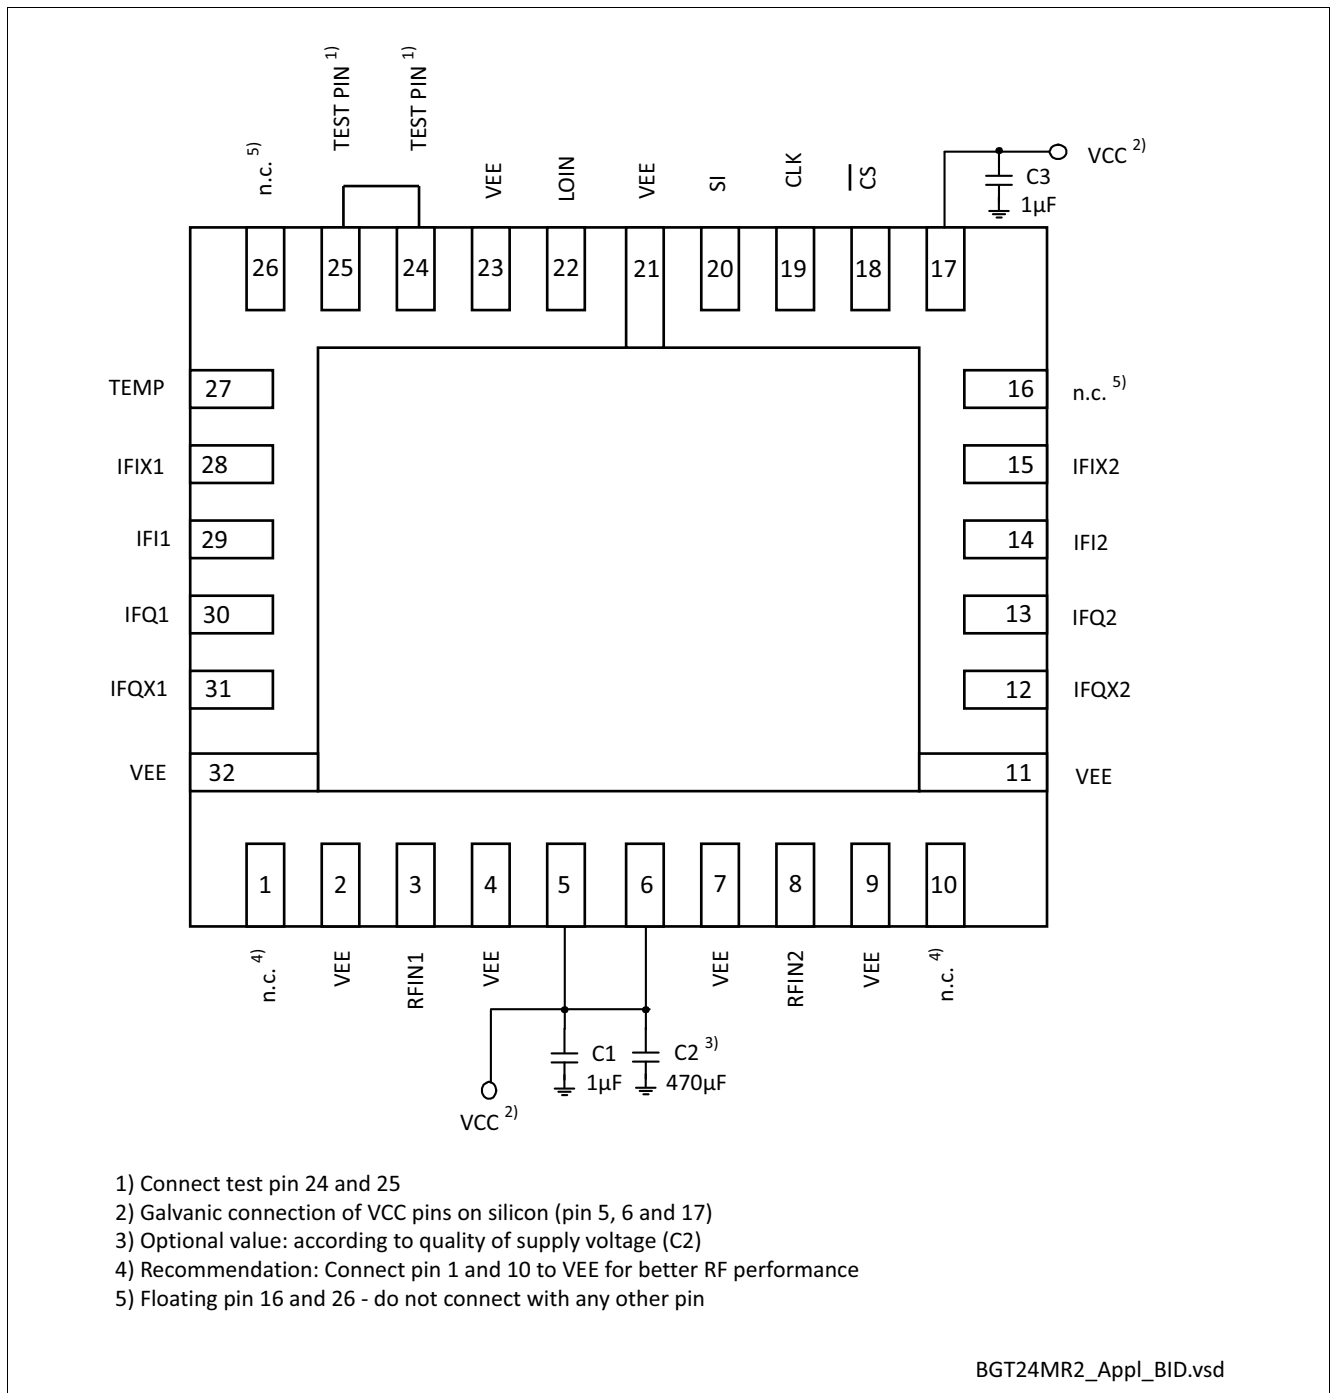 n.c. 5)
TEST PIN 1)
TEST PIN 1)
VEE
LOIN
VEE
SI
CLK
CS
VCC 2)
C3
1µF
26
25
24
23
22
21
20
19
18
17
TEMP
27
16
n.c. 5)
IFIX1
28
15
IFIX2
IFI1
29
14
IFI2
IFQ1
30
13
IFQ2
IFQX1
31
12
IFQX2
VEE
32
11
VEE
1
2
3
4
5
6
7
8
9
10
n.c. 4)
VEE
RFIN1
VEE
VEE
RFIN2
VEE
n.c. 4)
C1
1µF
C2 3)
470µF
VCC 2)
1) Connect test pin 24 and 25
2) Galvanic connection of VCC pins on silicon (pin 5, 6 and 17)
3) Optional value: according to quality of supply voltage (C2)
4) Recommendation: Connect pin 1 and 10 to VEE for better RF performance
5) Floating pin 16 and 26 - do not connect with any other pin
BGT24MR2_Appl_BID.vsd